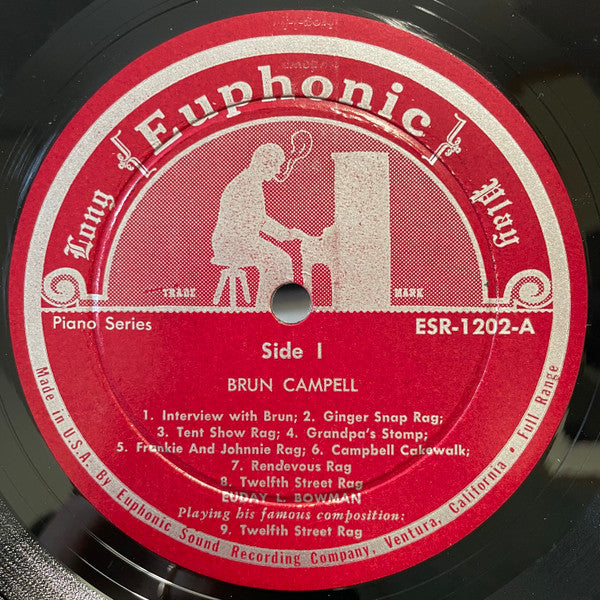 Euphonic
Long Play
TRADE MARK
Piano Series
ESR-1202-A
Side 1
BRUN CAMPELL
1. Interview with Brun; 2. Ginger Snap Rag;
3. Tent Show Rag; 4. Grandpa's Stomp;
5. Frankie And Johnnie Rag; 6. Campbell Cakewalk;
7. Rendevous Rag
8. Twelfth Street Rag
EUDAY L. BOWMAN
Playing his famous composition:
9. Twelfth Street Rag
Made in U.S.A. By Euphonic Sound Recording Company, Ventura, California • Full Range